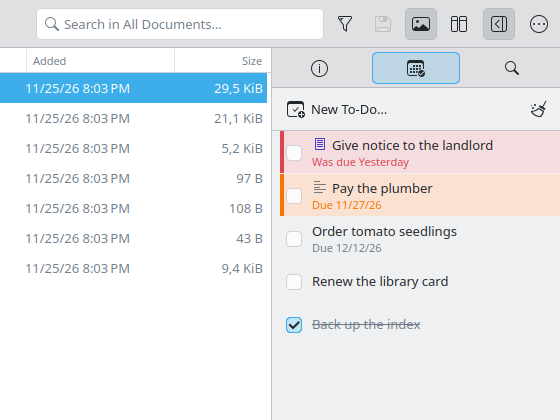 Search in All Documents...
Added Size
11/25/26 8:03 PM 29,5 KiB
11/25/26 8:03 PM 21,1 KiB
11/25/26 8:03 PM 5,2 KiB
11/25/26 8:03 PM 97 B
11/25/26 8:03 PM 108 B
11/25/26 8:03 PM 43 B
11/25/26 8:03 PM 9,4 KiB
New To-Do...
Give notice to the landlord
Was due Yesterday
Pay the plumber
Due 11/27/26
Order tomato seedlings
Due 12/12/26
Renew the library card
Back up the index